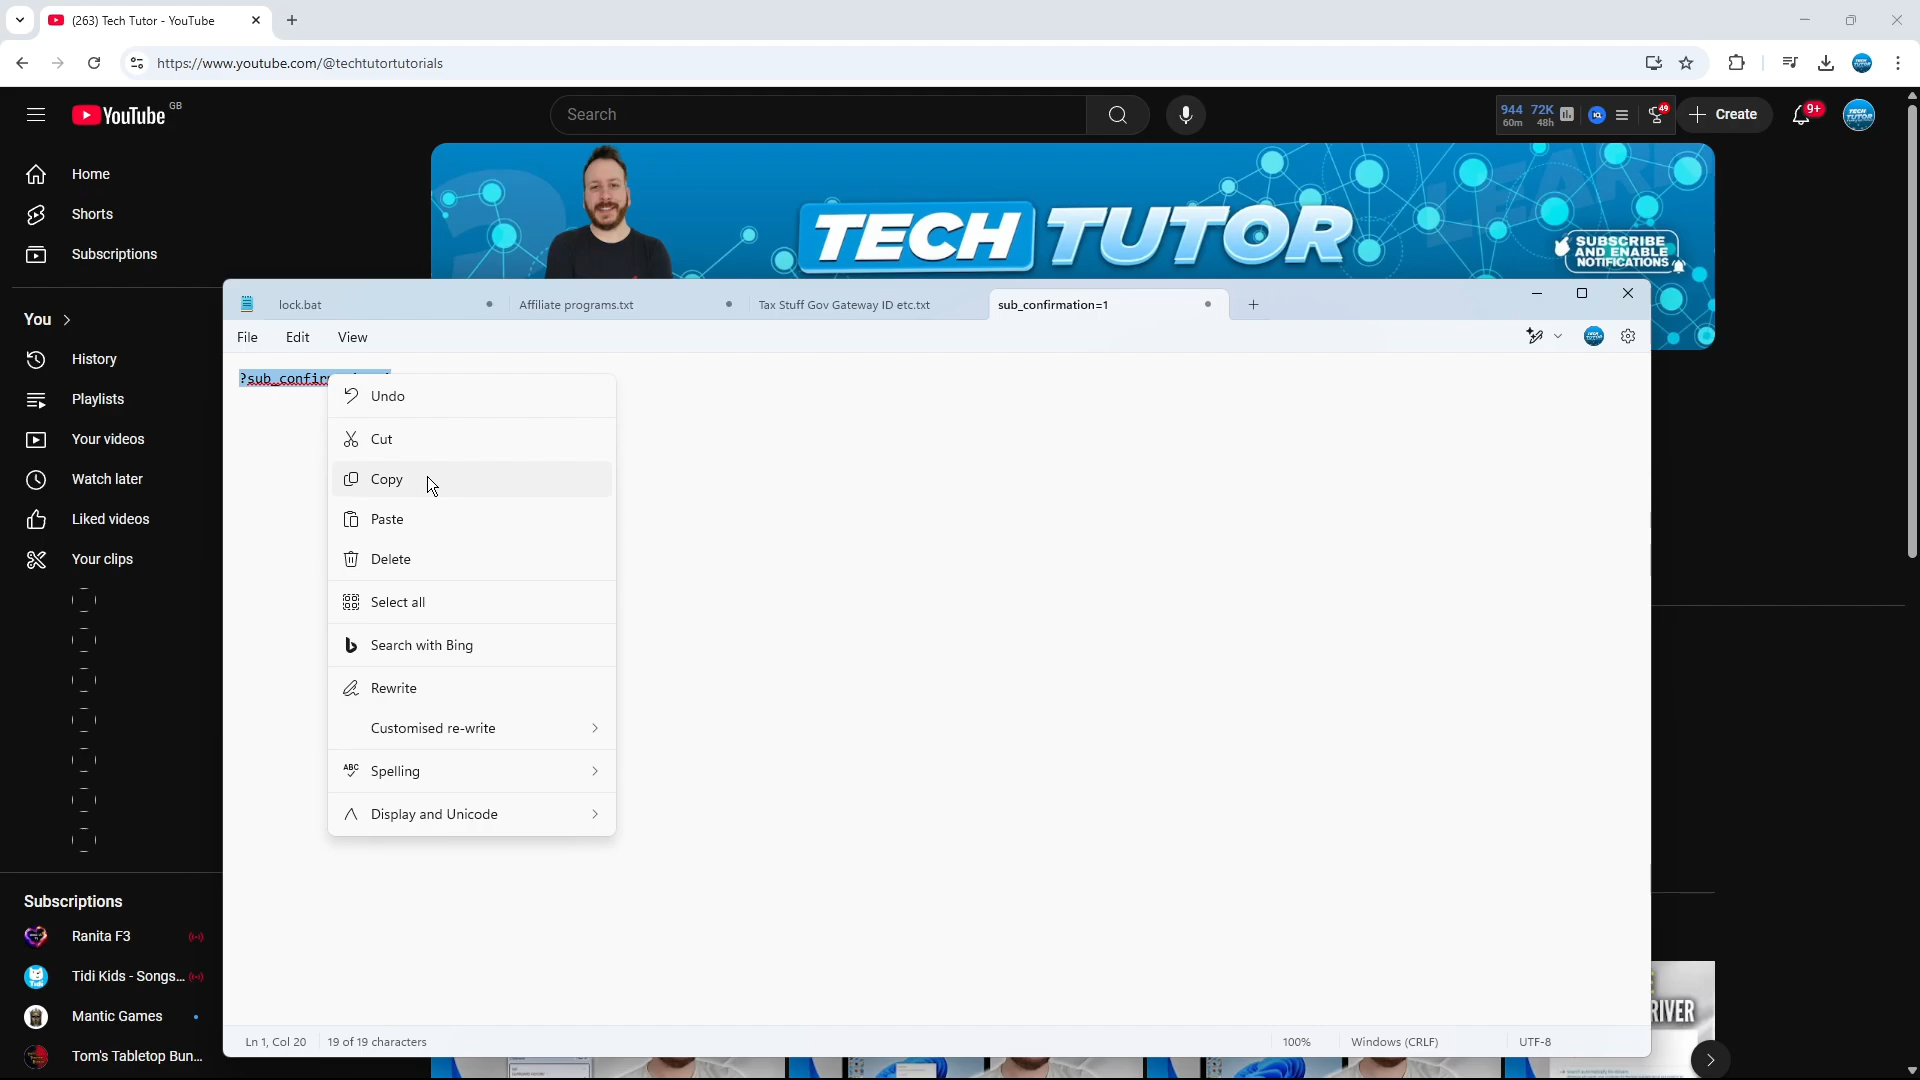 (263) Tech Tutor - YouTube
https://www.youtube.com/@techtutortutorials
YouTube GB
Search
944 72K
60m 48h
IQ
49
Create
9+
Home
Shorts
Subscriptions
TECH TUTOR
SUBSCRIBE
AND ENABLE
NOTIFICATIONS
You
History
Playlists
Your videos
Watch later
Liked videos
Your clips
Subscriptions
Ranita F3
Tidi Kids - Songs...
Mantic Games
Tom's Tabletop Bun...
lock.bat
Affiliate programs.txt
Tax Stuff Gov Gateway ID etc.txt
sub_confirmation=1
File Edit View
?sub_confir
Undo
Cut
Copy
Paste
Delete
Select all
Search with Bing
Rewrite
Customised re-write
Spelling
Display and Unicode
Ln 1, Col 20
19 of 19 characters
100%
Windows (CRLF)
UTF-8